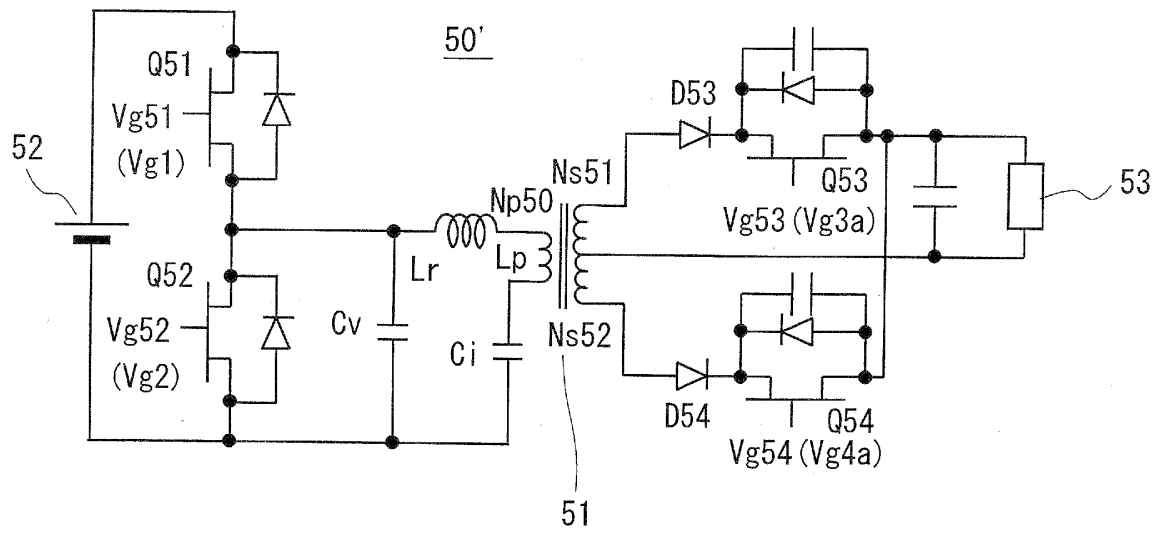 50'
Q51
Vg51
(Vg1)
52
D53
Q53
Vg53(Vg3a)
53
Np50
Ns51
Lr
Lp
Q52
Vg52
(Vg2)
Cv
Ci
Ns52
D54
Q54
Vg54(Vg4a)
51